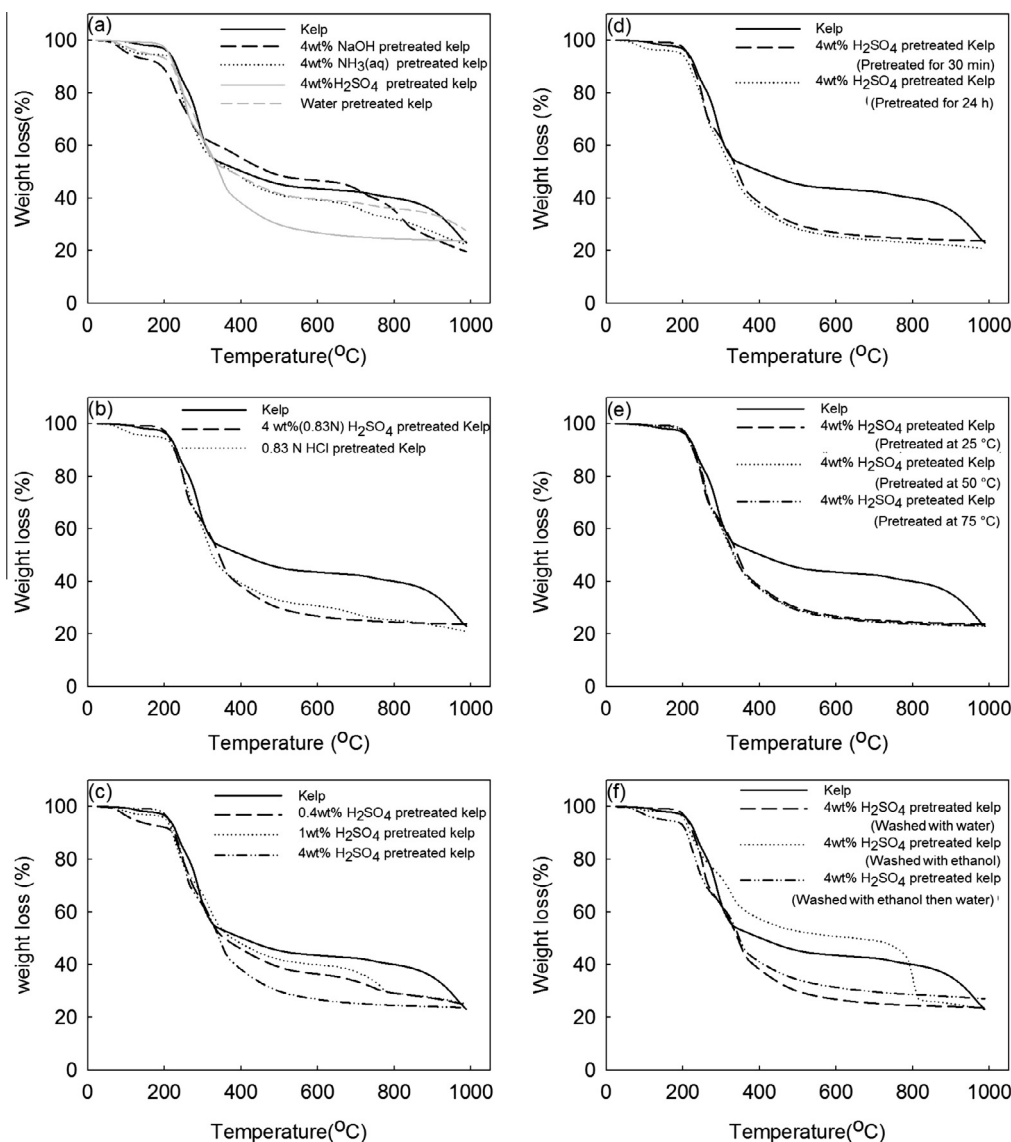 (a)
Kelp
4wt% NaOH pretreated kelp
4wt% NH3(aq) pretreated kelp
4wt%H2SO4 pretreated kelp
Water pretreated kelp
Weight loss(%)
100
80
60
40
20
0
0 200 400 600 800 1000
Temperature(OC)
(d)
Kelp
4wt% H2SO4 pretreated Kelp
(Pretreated for 30 min)
4wt% H2SO4 pretreated Kelp
(Pretreated for 24 h)
Weight loss (%)
100
80
60
40
20
0
0 200 400 600 800 1000
Temperature (OC)
(b)
Kelp
4 wt%(0.83N) H2SO4 pretreated Kelp
0.83 N HCl pretreated Kelp
Weight loss (%)
100
80
60
40
20
0
0 200 400 600 800 1000
Temperature (OC)
(e)
Kelp
4wt% H2SO4 pretreated Kelp
(Pretreated at 25 °C)
4wt% H2SO4 preteated Kelp
(Pretreated at 50 °C)
4wt% H2SO4 preteated Kelp
(Pretreated at 75 °C)
Weight loss (%)
100
80
60
40
20
0
0 200 400 600 800 1000
Temperature (OC)
(c)
Kelp
0.4wt% H2SO4 pretreated kelp
1wt% H2SO4 pretreated kelp
4wt% H2SO4 pretreated kelp
weight loss (%)
100
80
60
40
20
0
0 200 400 600 800 1000
Temperature(OC)
(f)
Kelp
4wt% H2SO4 pretreated kelp
(Washed with water)
4wt% H2SO4 pretreated kelp
(Washed with ethanol)
4wt% H2SO4 pretreated kelp
(Washed with ethanol then water)
Weight loss(%)
100
80
60
40
20
0
0 200 400 600 800 1000
Temperature(OC)